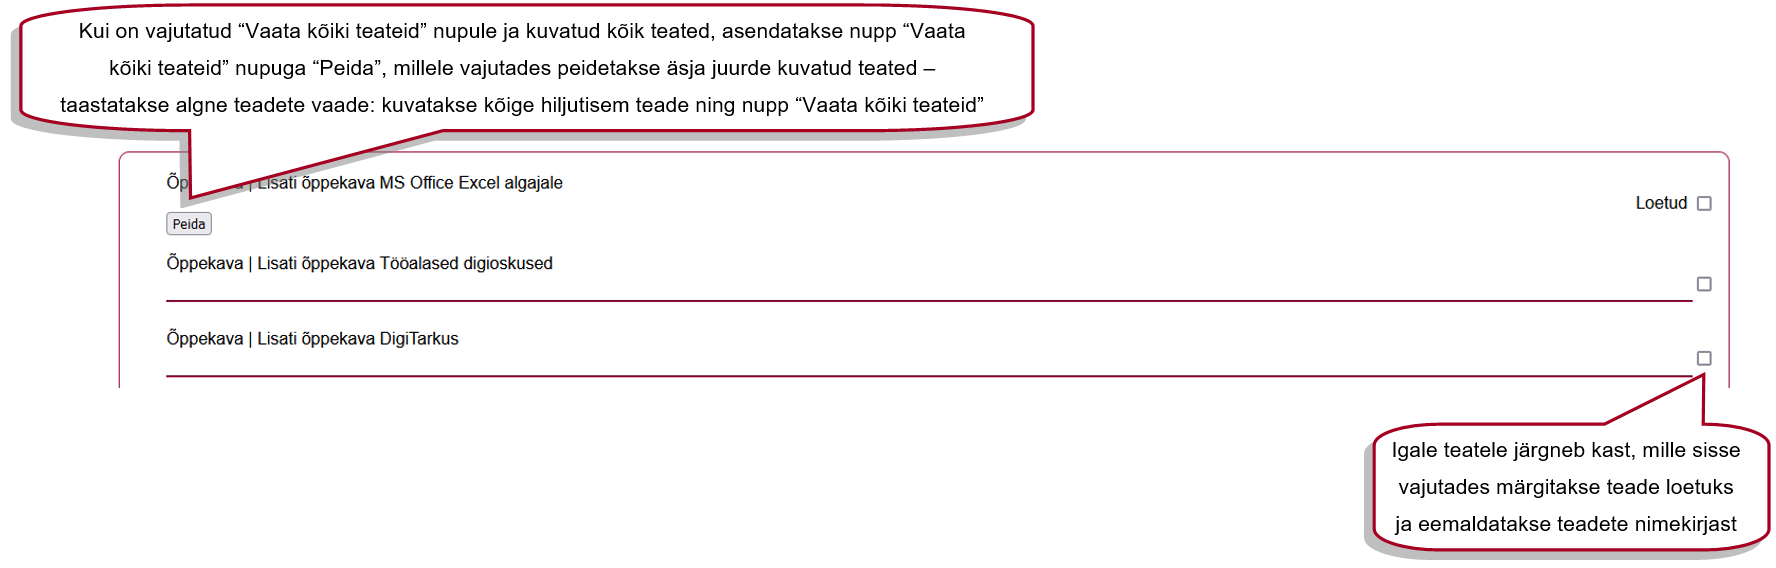 Kui on vajutatud “Vaata kõiki teateid” nupule ja kuvatud kõik teated, asendatakse nupp “Vaata
kõiki teateid” nupuga “Peida”, millele vajutades peidetakse äsja juurde kuvatud teated –
taastatakse algne teadete vaade: kuvatakse kõige hiljutisem teade ning nupp “Vaata kõiki teateid”
| Lisati õppekava MS Office Excel algajale
Loetud
Peida
Õppekava | Lisati õppekava Tööalased digioskused
Õppekava | Lisati õppekava DigiTarkus
Igale teatele järgneb kast, mille sisse
vajutades märgitakse teade loetuks
ja eemaldatakse teadete nimekirjast